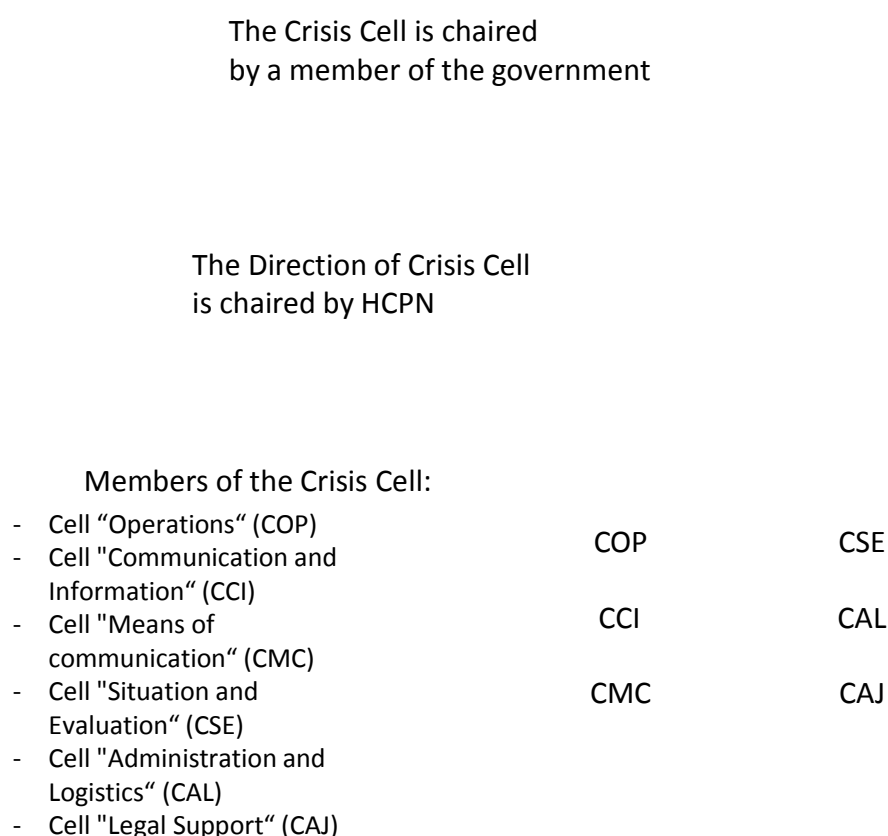 The Crisis Cell is chaired
by a member of the government
The Direction of Crisis Cell
is chaired by HCPN
Members of the Crisis Cell:
- Cell “Operations“ (COP)
- Cell "Communication and
Information“ (CCI)
- Cell "Means of
communication“ (CMC)
- Cell "Situation and
Evaluation“ (CSE)
- Cell "Administration and
Logistics“ (CAL)
- Cell "Legal Support“ (CAJ)
COP CSE
CCI CAL
CMC CAJ